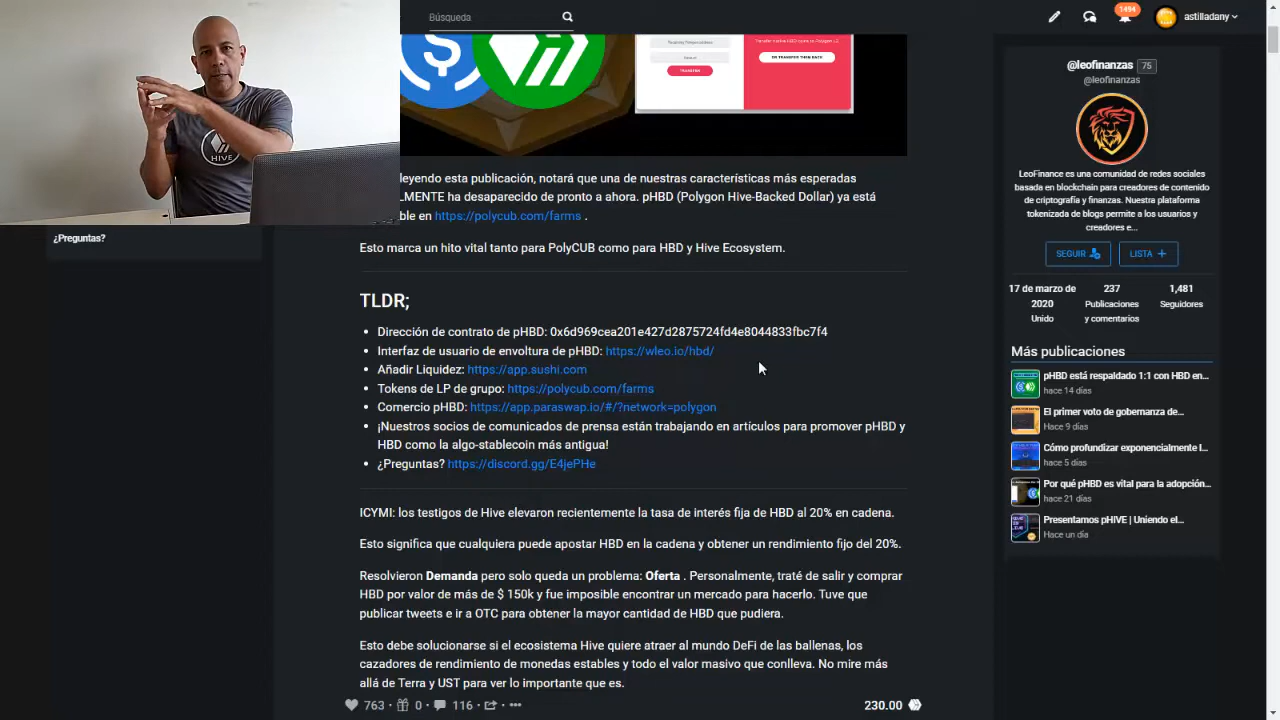 Búsqueda
1494
astilladany
HIVE
TRANSFER
leyendo esta publicación, notará que una de nuestras características más esperadas
LMENTE ha desaparecido de pronto a ahora. pHBD (Polygon Hive-Backed Dollar) ya está
ble en https://polycub.com/farms .
Esto marca un hito vital tanto para PolyCUB como para HBD y Hive Ecosystem.
¿Preguntas?
TLDR;
Dirección de contrato de pHBD: 0x6d969cea201e427d2875724fd4e8044833fbc7f4
Interfaz de usuario de envoltura de pHBD: https://wleo.io/hbd/
Añadir Liquidez: https://app.sushi.com
Tokens de LP de grupo: https://polycub.com/farms
Comercio pHBD: https://app.paraswap.io/#/?network=polygon
¡Nuestros socios de comunicados de prensa están trabajando en artículos para promover pHBD y
HBD como la algo-stablecoin más antigua!
¿Preguntas? https://discord.gg/E4jePHe
ICYMI: los testigos de Hive elevaron recientemente la tasa de interés fija de HBD al 20% en cadena.
Esto significa que cualquiera puede apostar HBD en la cadena y obtener un rendimiento fijo del 20%.
Resolvieron Demanda pero solo queda un problema: Oferta . Personalmente, traté de salir y comprar
HBD por valor de más de $ 150k y fue imposible encontrar un mercado para hacerlo. Tuve que
publicar tweets e ir a OTC para obtener la mayor cantidad de HBD que pudiera.
Esto debe solucionarse si el ecosistema Hive quiere atraer al mundo DeFi de las ballenas, los
cazadores de rendimiento de monedas estables y todo el valor masivo que conlleva. No mire más
allá de Terra y UST para ver lo importante que es.
763 0 116
230.00
@leofinanzas 75
@leofinanzas
LeoFinance es una comunidad de redes sociales
basada en blockchain para creadores de contenido
de criptografía y finanzas. Nuestra plataforma
tokenizada de blogs permite a los usuarios y
creadores e...
SEGUIR
LISTA +
17 de marzo de
2020
Unido
237
Publicaciones
y comentarios
1,481
Seguidores
Más publicaciones
pHBD está respaldado 1:1 con HBD en...
hace 14 días
El primer voto de gobernanza de...
Hace 9 días
Cómo profundizar exponencialmente l...
hace 5 días
Por qué pHBD es vital para la adopción...
hace 21 días
Presentamos pHIVE | Uniendo el...
Hace un día